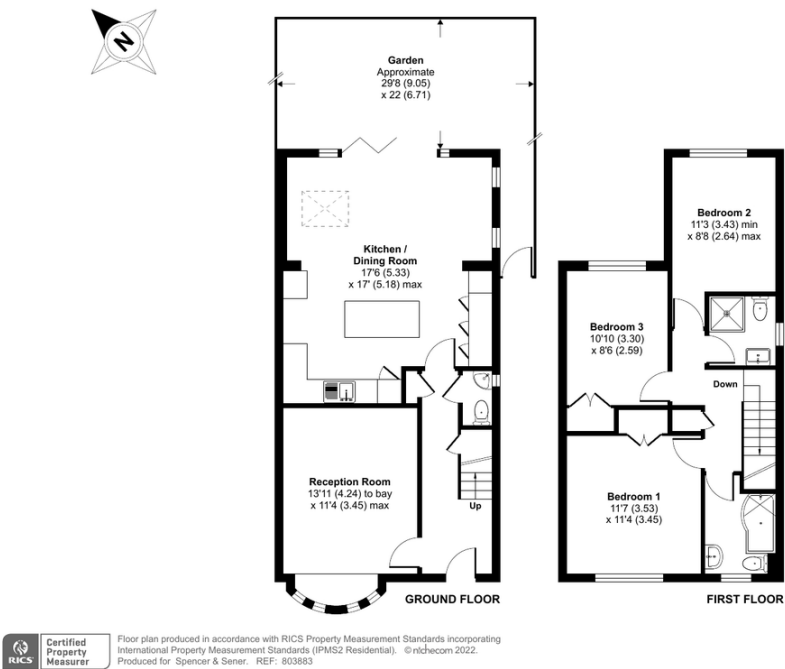 N
Garden
Approximate
29'8 (9.05)
x 22 (6.71)
Kitchen /
Dining Room
17'6 (5.33)
x 17' (5.18) max
Reception Room
13'11 (4.24) to bay
x 11'4 (3.45) max
Up
GROUND FLOOR
Bedroom 2
11'3 (3.43) min
x 8'8 (2.64) max
Bedroom 3
10'10 (3.30)
x 8'6 (2.59)
Down
Bedroom 1
11'7 (3.53)
x 11'4 (3.45)
FIRST FLOOR
RICS
Certified
Property
Measurer
Floor plan produced in accordance with RICS Property Measurement Standards incorporating
International Property Measurement Standards (IPMS2 Residential). © nichecom 2022.
Produced for Spencer & Sener. REF: 803883